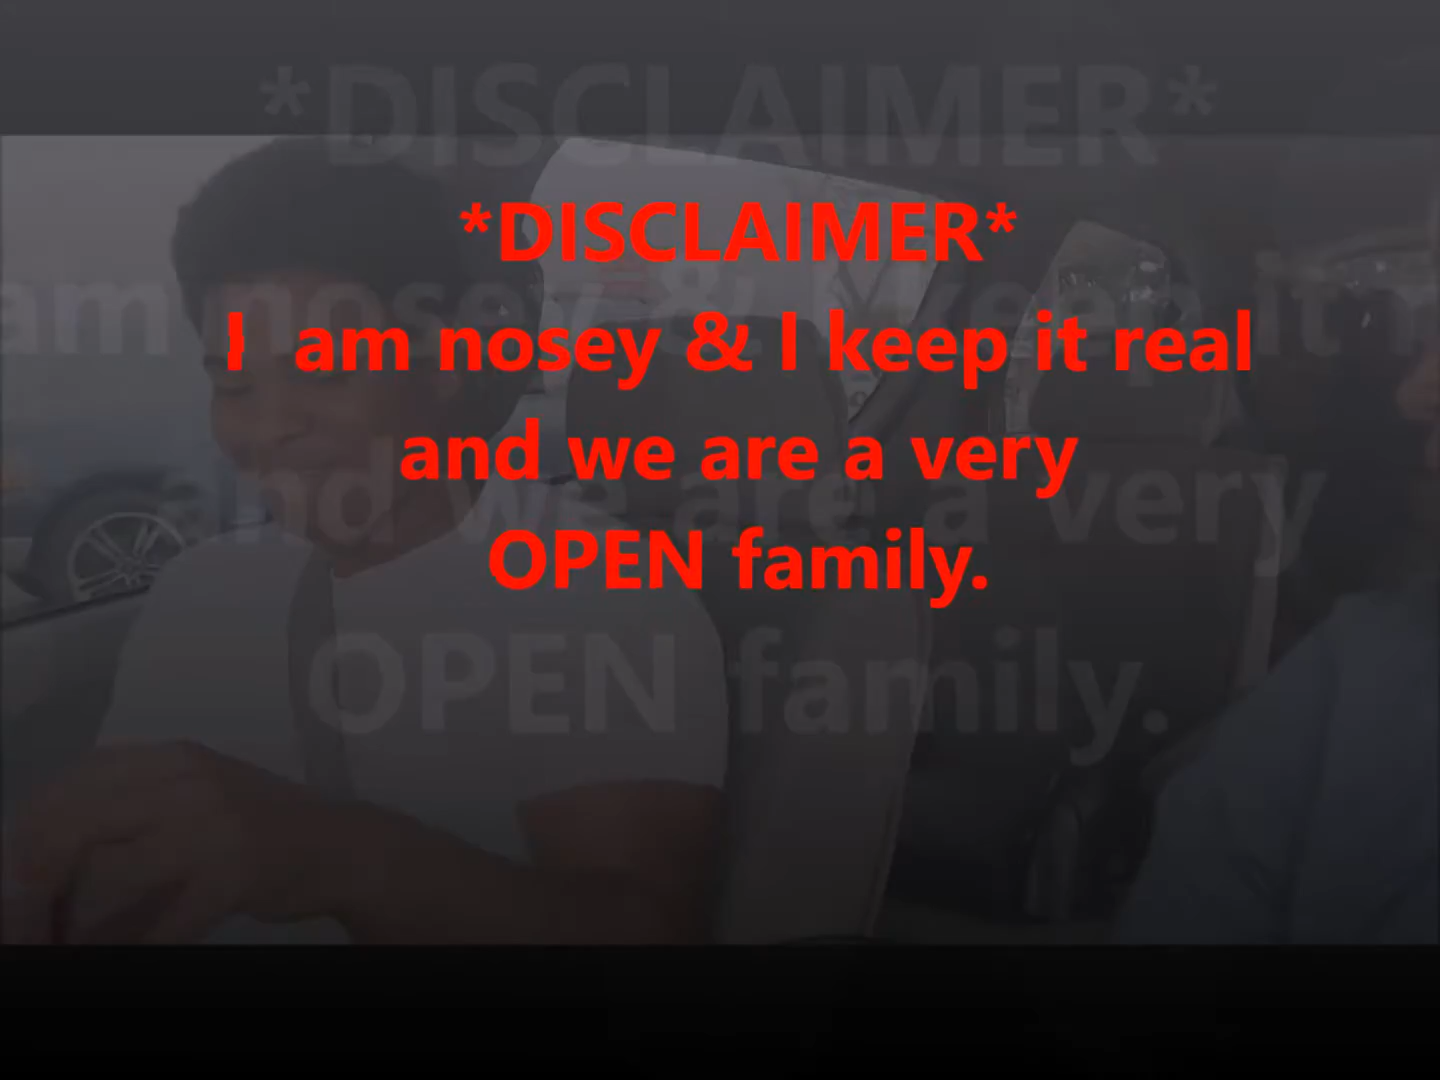 *DISCLAIMER*
I am nosey & I keep it real
and we are a very
OPEN family.